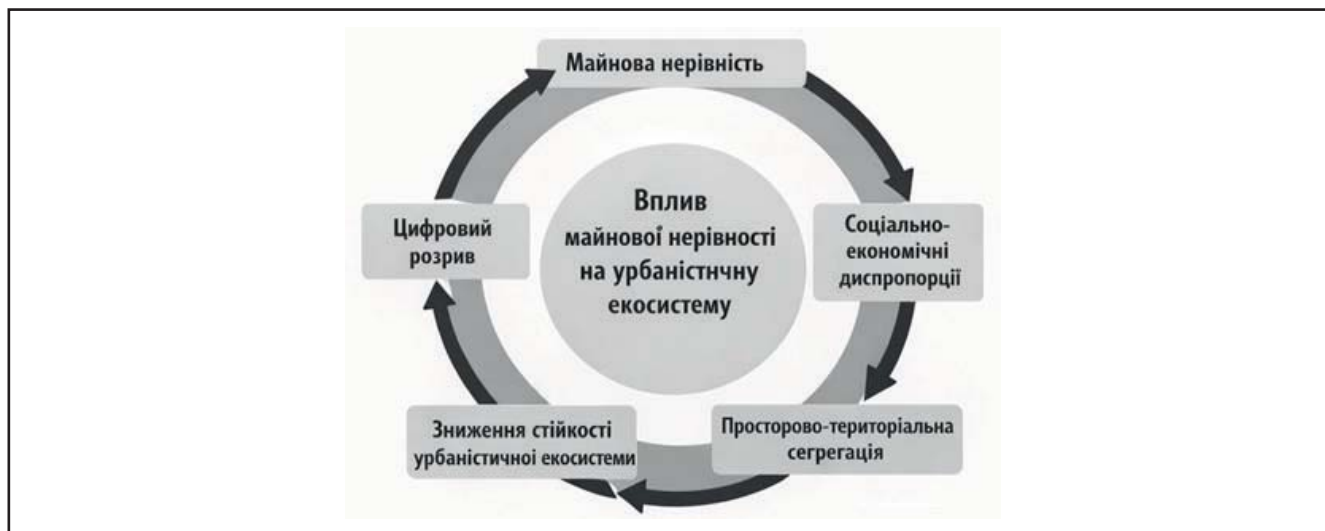 Майнова нерівність
Вплив
майнової нерівності
на урбаністнчну
екосистему
Соціально-
економічні
диспропорції
Просторово-територіальна
сегрегація
Зниження стійкості
урбаністичної екосистеми
Цифровий
розрив